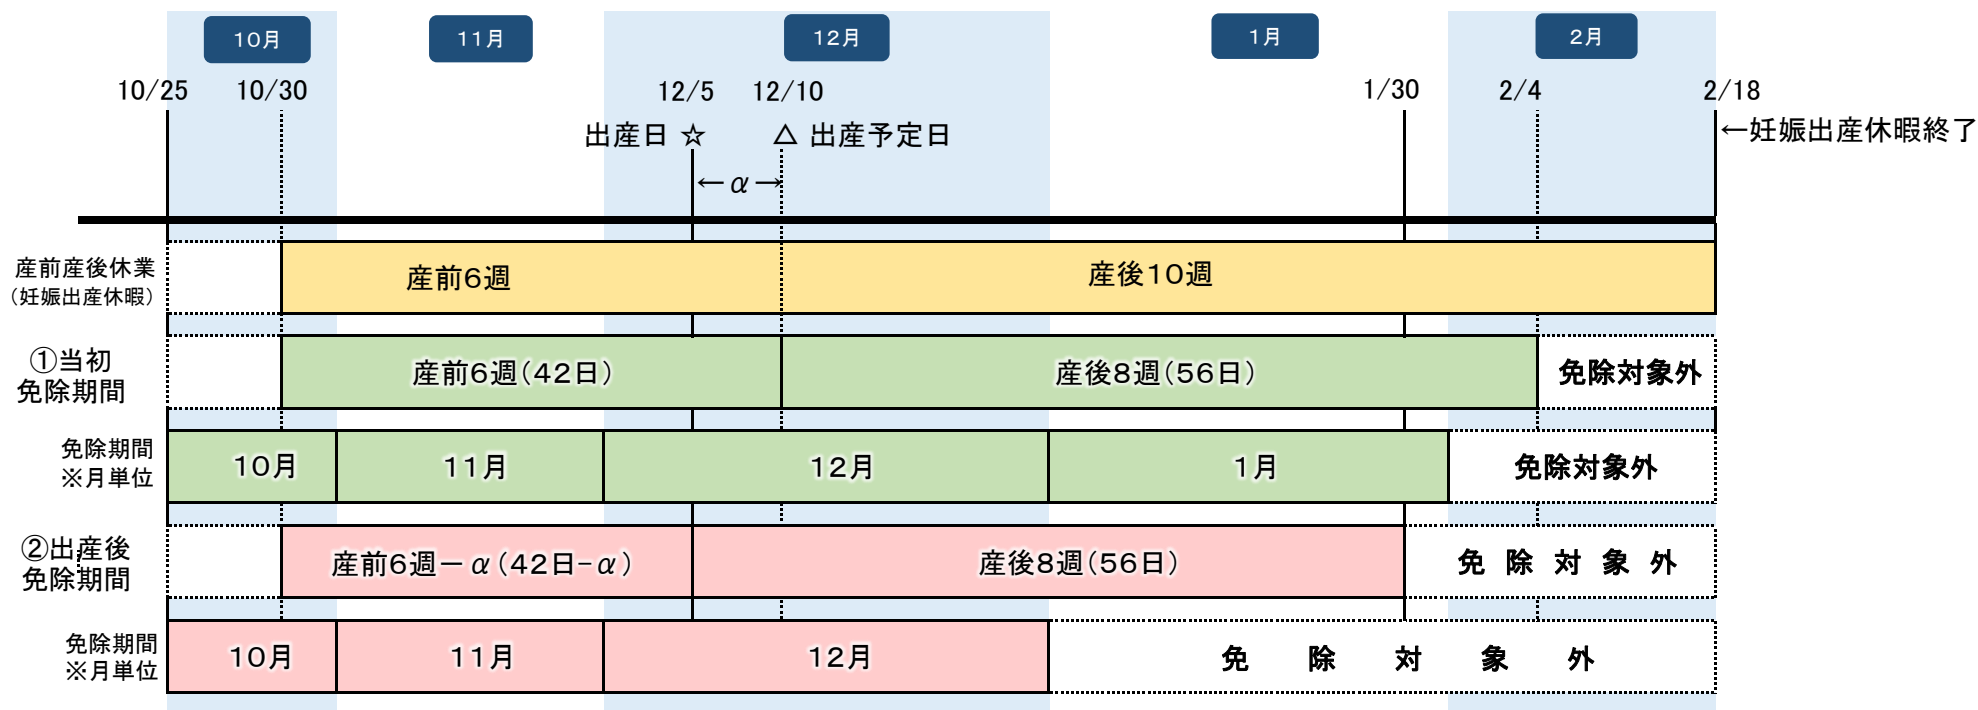 10月 11月 12月 1月 2月
10/25 10/30 12/5 12/10 1/30 2/4 2/18
出産日 ☆ △ 出産予定日 ←妊娠出産休暇終了
←α→
産前産後休業
(妊娠出産休暇)
産前6週 産後10週
①当初
免除期間
産前6週(42日) 産後8週(56日) 免除対象外
免除期間
※月単位
10月 11月 12月 1月 免除対象外
②出産後
免除期間
産前6週－α(42日-α) 産後8週(56日) 免除対象外
免除期間
※月単位
10月 11月 12月 免除対象外